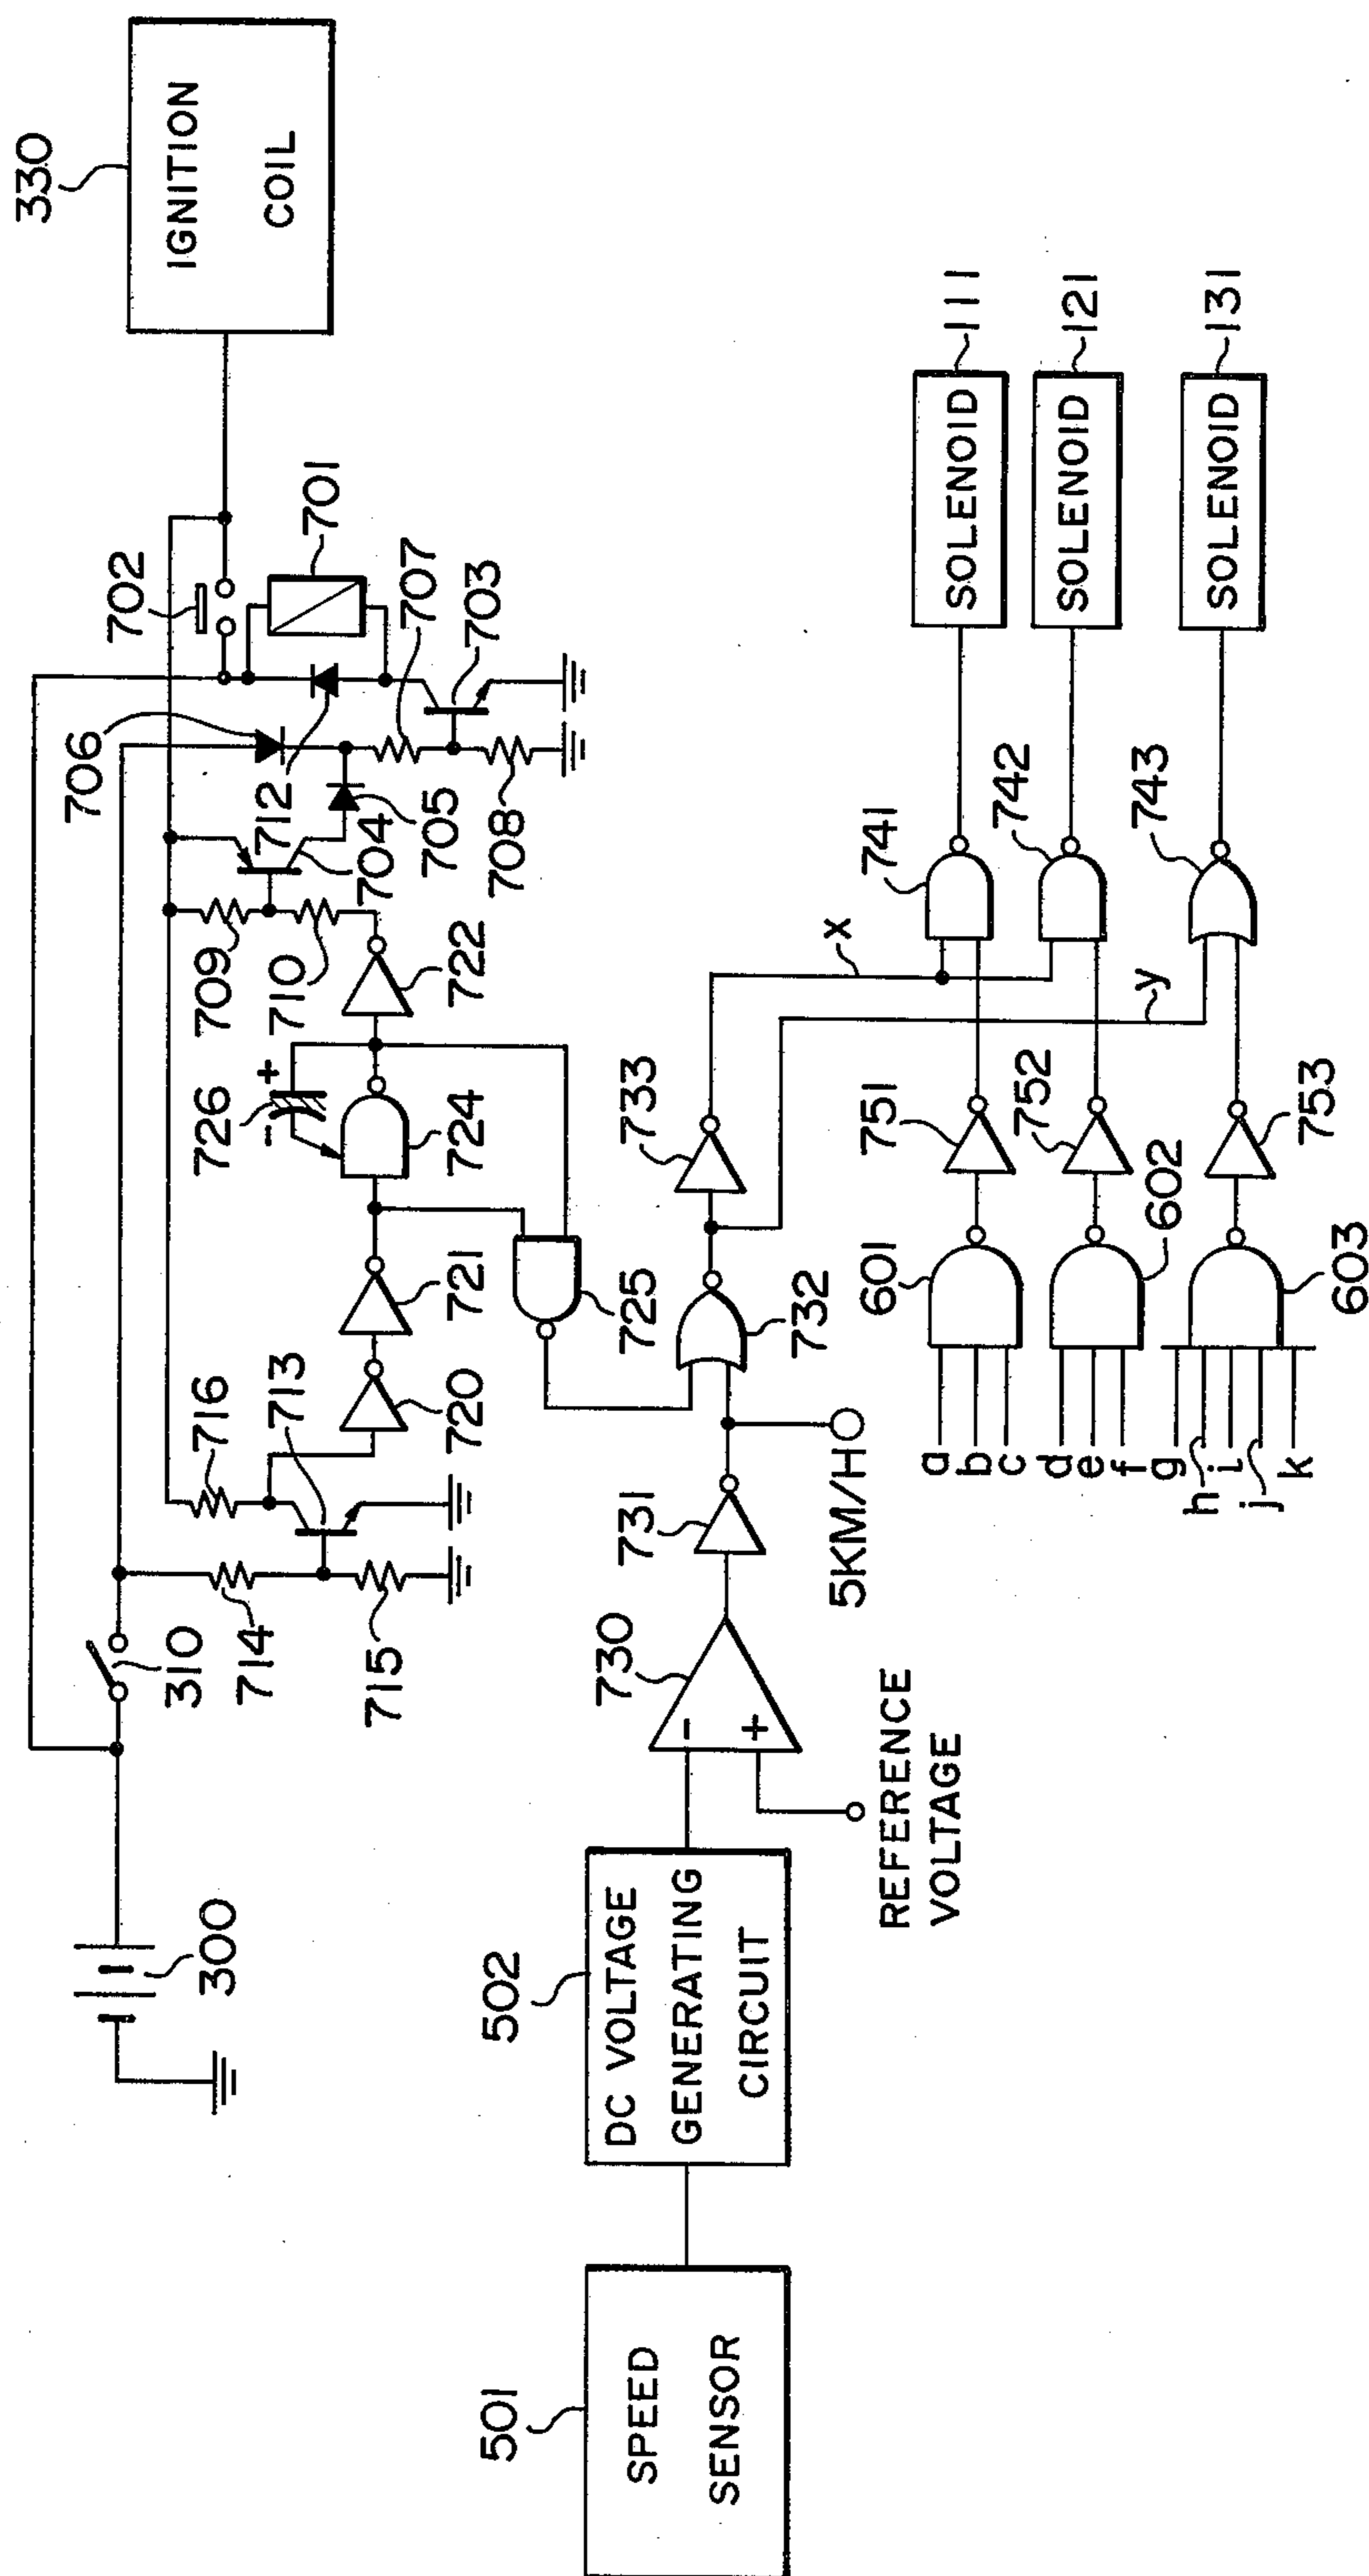 330
IGNITION
COIL
702
701
707
703
706
712
704
705
708
709
710
722
726
+
-
724
721
725
720
716
713
714
715
310
300
733
732
731
5KM/H
730
-
+
REFERENCE
VOLTAGE
502
DC VOLTAGE
GENERATING
CIRCUIT
501
SPEED
SENSOR
x
y
741
742
743
751
752
753
601
602
603
a
b
c
d
e
f
g
h
i
j
k
SOLENOID
111
SOLENOID
121
SOLENOID
131